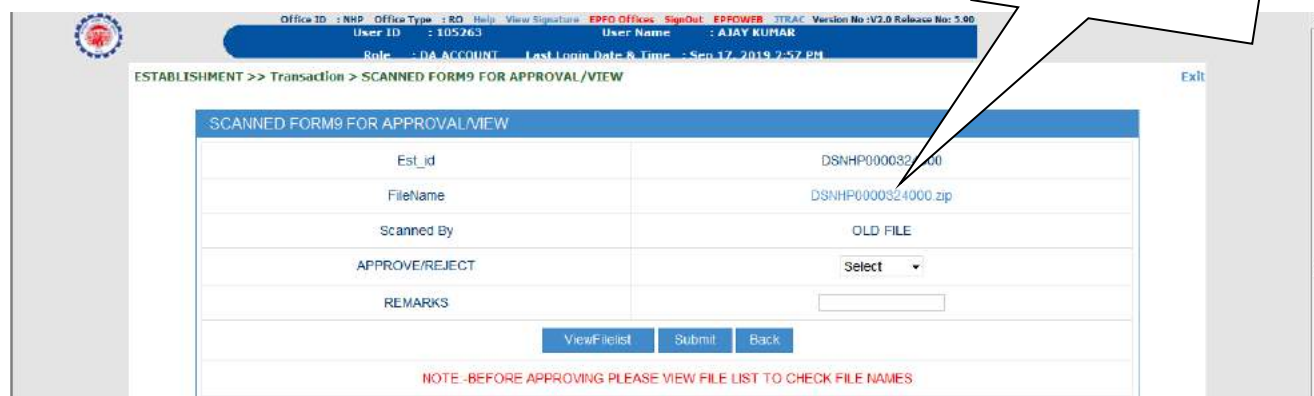 Office ID : NHP Office Type : RO Help View Signature EPFO Offices SignOut EPFOWEB JTRAC Version No :V2.0 Release No: 5.00
User ID : 105263 User Name : AJAY KUMAR
Role : DA ACCOUNT Last Login Date & Time : Sep 17, 2019 2:57 PM
ESTABLISHMENT >> Transaction > SCANNED FORM9 FOR APPROVAL/VIEW Exit
SCANNED FORM9 FOR APPROVAL/VIEW
Est_id DSNHP0000324000
FileName DSNHP0000324000.zip
Scanned By OLD FILE
APPROVE/REJECT Select
REMARKS
ViewFilelist Submit Back
NOTE:-BEFORE APPROVING PLEASE VIEW FILE LIST TO CHECK FILE NAMES